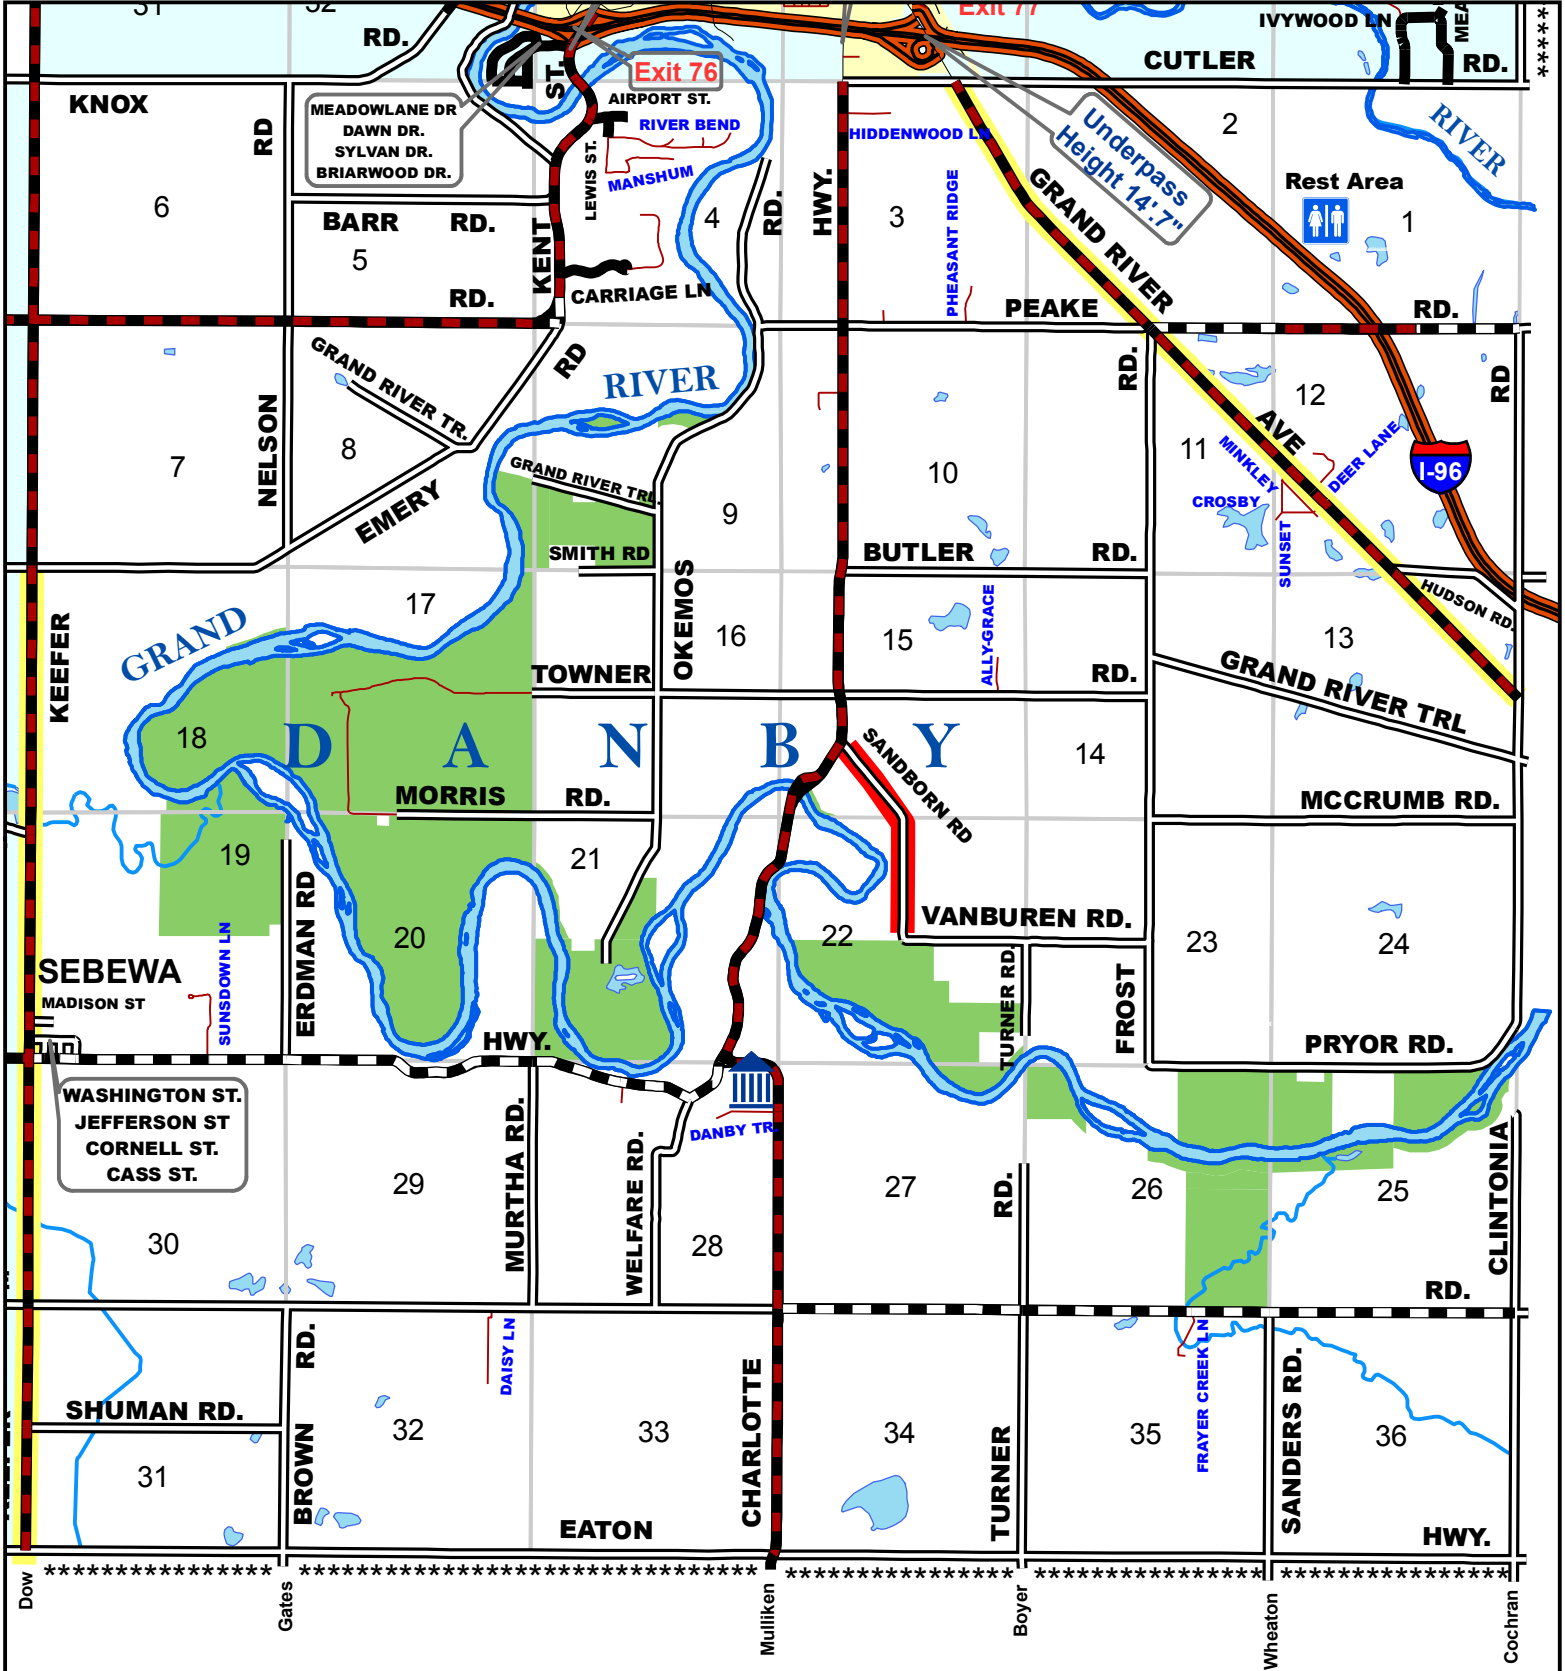 31
32
RD.
Exit 77
IVYWOOD LN
MEA
CUTLER
RD.
KNOX
RD
ST.
Exit 76
MEADOWLANE DR
DAWN DR.
SYLVAN DR.
BRIARWOOD DR.
AIRPORT ST.
RIVER BEND
LEWIS ST.
MANSHUM
HIDDENWOOD LN
Underpass
Height 14'.7"
2
RIVER
Rest Area
6
BARR RD.
5
4
RD.
HWY.
3
PHEASANT RIDGE
GRAND RIVER
1
KENT
RD.
CARRIAGE LN
PEAKE
RD.
GRAND RIVER TR.
RD
RIVER
RD.
12
RD
NELSON
8
7
EMERY
GRAND RIVER TRL.
9
10
11
AVE
MINKLEY
DEER LANE
CROSBY
SUNSET
I-96
SMITH RD
BUTLER RD.
OKEMOS
HUDSON RD.
KEEFER
GRAND
17
16
15
ALLY-GRACE
13
TOWNER
RD.
GRAND RIVER TRL
18
D A N B Y
SANDBORN RD
14
MORRIS RD.
MCCRUMB RD.
19
21
20
ERDMAN RD
22
VANBUREN RD.
23
24
SEBEWA
MADISON ST
SUNSDOWN LN
HWY.
TURNER RD.
FROST
PRYOR RD.
WASHINGTON ST.
JEFFERSON ST
CORNELL ST.
CASS ST.
DANBY TR.
MURTHA RD.
WELFARE RD.
29
27
RD.
26
25
CLINTONIA
30
28
RD.
RD.
DAISY LN
FRAYER CREEK LN
SANDERS RD.
SHUMAN RD.
CHARLOTTE
32
33
34
35
36
31
BROWN
TURNER
EATON
HWY.
Dow
Gates
Mulliken
Boyer
Wheaton
Cochran